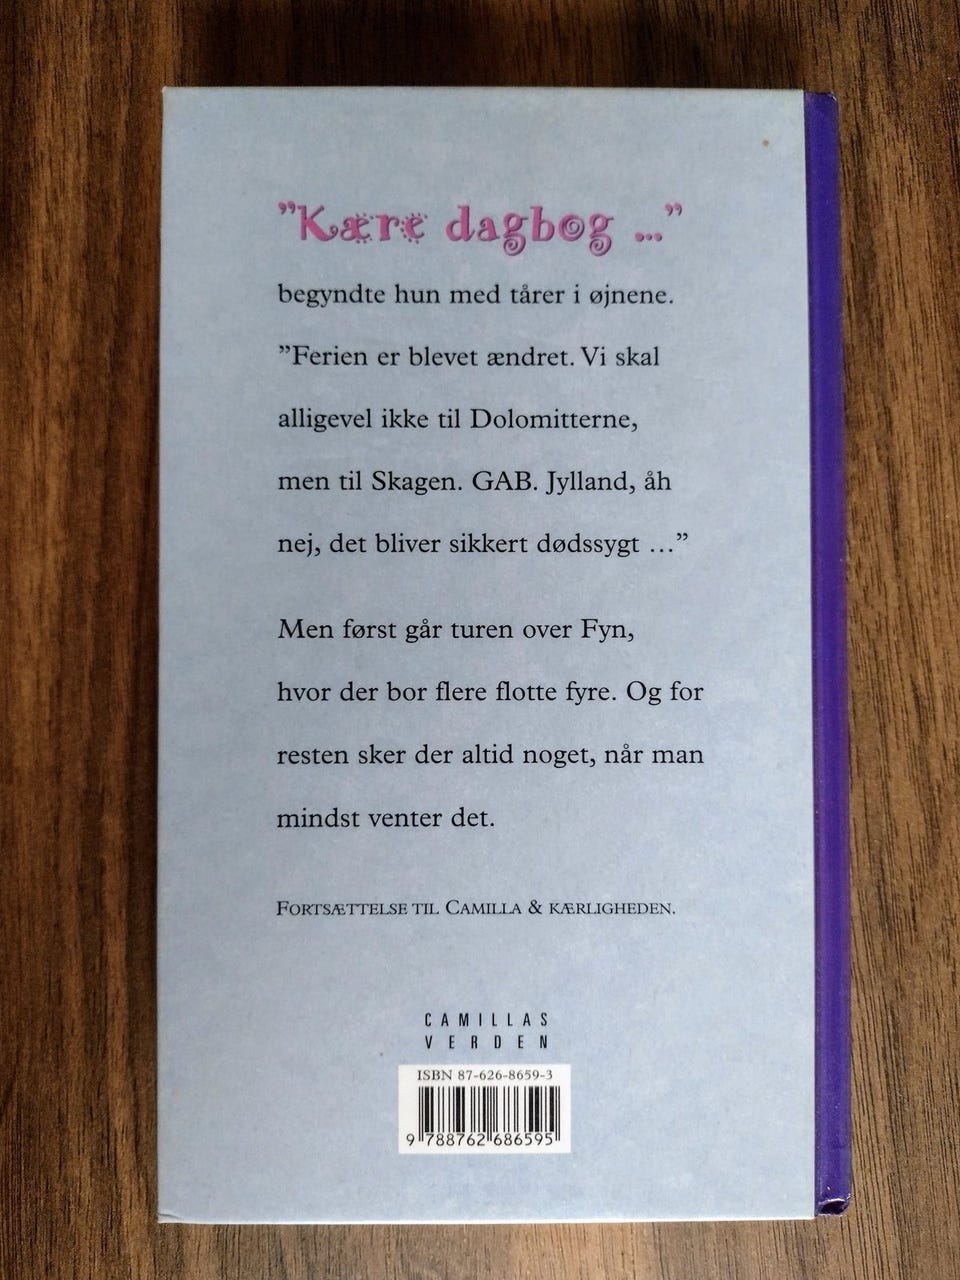 ”Kære dagbog ...”
begyndte hun med tårer i øjnene.
”Ferien er blevet ændret. Vi skal
alligevel ikke til Dolomitterne,
men til Skagen. GAB. Jylland, åh
nej, det bliver sikkert dødssygt ...”
Men først går turen over Fyn,
hvor der bor flere flotte fyre. Og for
resten sker der altid noget, når man
mindst venter det.
FORTSÆTTELSE TIL CAMILLA & KÆRLIGHEDEN.
CAMILLAS
VERDEN
ISBN 87-626-8659-3
9 788762 686595